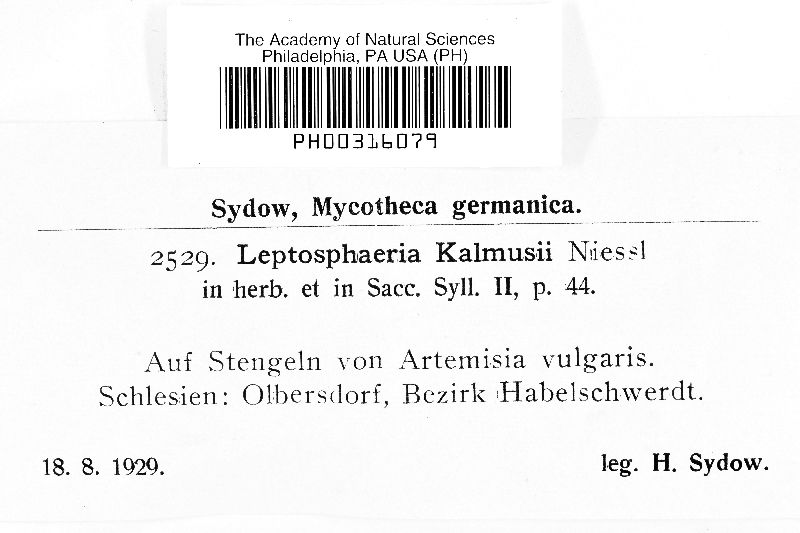 The Academy of Natural Sciences
Philadelphia, PA USA (PH)
PH00316079
Sydow, Mycotheca germanica.
2529. Leptosphaeria Kalmusii Niessl
in herb. et in Sacc. Syll. II, p. 44.
Auf Stengeln von Artemisia vulgaris.
Schlesien: Olbersdorf, Bezirk Habelschwerdt.
18. 8. 1929. leg. H. Sydow.